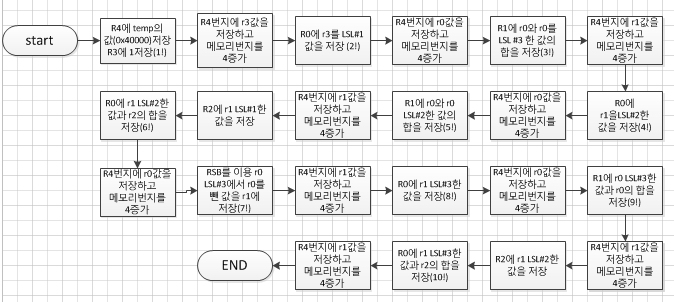 start
R4에 temp의
값(0x40000)저장
R3에 1저장(1!)
R4번지에 r3값을
저장하고
메모리번지를
4증가
R0에 r3를 LSL#1
값을 저장(2!)
R4번지에 r0값을
저장하고
메모리번지를
4증가
R1에 r0와 r0를
LSL #3 한 값의
합을 저장(3!)
R4번지에 r1값을
저장하고
메모리번지를
4증가
R0에
r1을LSL#2한
값을 저장(4!)
R4번지에 r0값을
저장하고
메모리번지를
4증가
R1에 r0와 r0
LSL#2한 값의
합을 저장(5!)
R4번지에 r1값을
저장하고
메모리번지를
4증가
R2에 r1 LSL#1한
값을 저장
R0에 r1 LSL#2한
값과 r2의 합을
저장(6!)
R4번지에 r0값을
저장하고
메모리번지를
4증가
RSB를 이용 r0
LSL#3에서 r0를
뺀 값을 r1에
저장(7!)
R4번지에 r1값을
저장하고
메모리번지를
4증가
R0에 r1 LSL#3한
값을 저장(8!)
R4번지에 r0값을
저장하고
메모리번지를
4증가
R1에 r0 LSL#3한
값과 r0의 합을
저장(9!)
R4번지에 r1값을
저장하고
메모리번지를
4증가
R2에 r1 LSL#2한
값을 저장
R0에 r1 LSL#3한
값과 r2의 합을
저장(10!)
R4번지에 r1값을
저장하고
메모리번지를
4증가
END